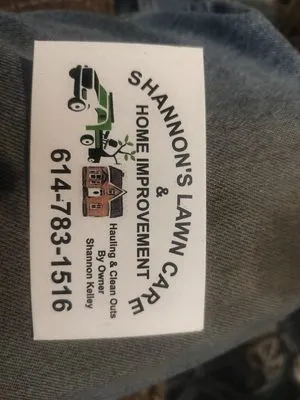 SHANNON'S LAWN CARE
&
HOME IMPROVEMENT
Hauling & Clean Outs
By Owner
Shannon Kelley
614-783-1516